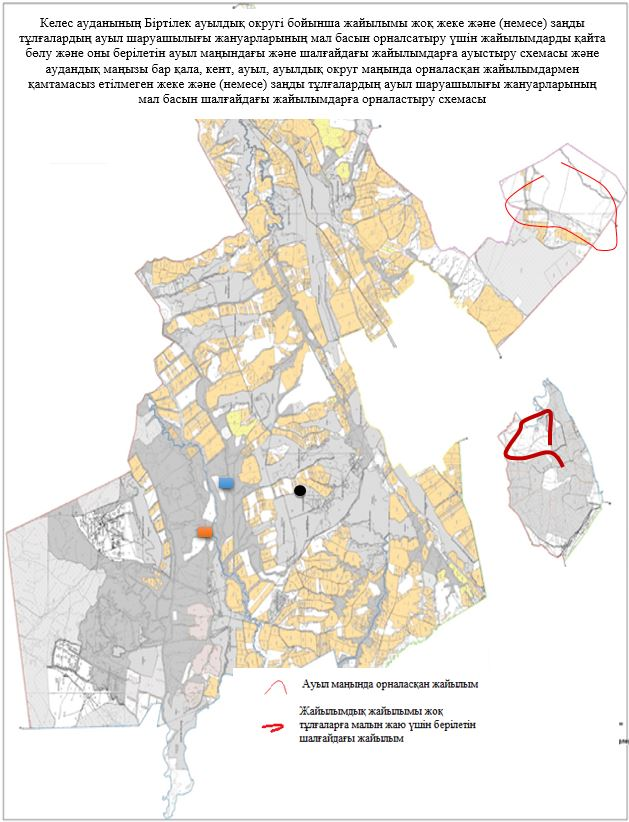 Келес ауданының Біртілек ауылдық округі бойынша жайылымы жоқ жеке және (немесе) заңды
тұлғалардың ауыл шаруашылығы жануарларының мал басын орналсатыру үшін жайылымдарды қайта
бөлу және оны берілетін ауыл маңындағы және шалғайдағы жайылымдарға ауыстыру схемасы және
аудандық маңызы бар қала, кент, ауыл, ауылдық округ маңында орналасқан жайылымдармен
қамтамасыз етілмеген жеке және (немесе) заңды тұлғалардың ауыл шаруашылығы жануарларының
мал басын шалғайдағы жайылымдарға орналастыру схемасы
Ауыл маңында орналасқан жайылым
Жайылымдық жайылымы жоқ
тұлғаларға малын жаю үшін берілетін
шалғайдағы жайылым